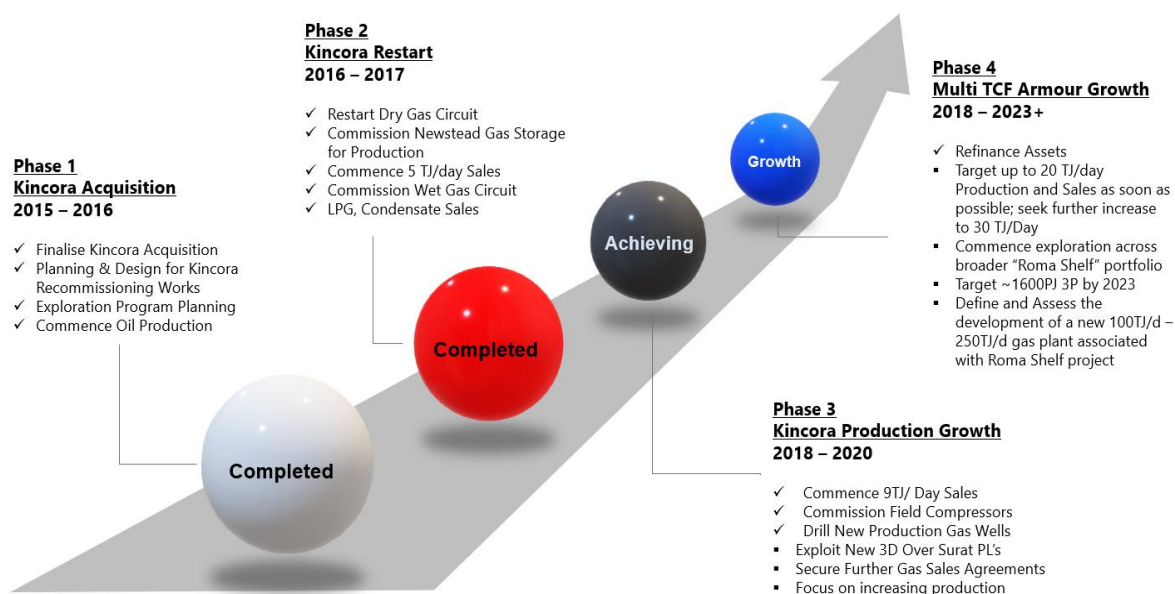 Phase 1
Kincora Acquisition
2015 – 2016
✓ Finalise Kincora Acquisition
✓ Planning & Design for Kincora
Recommissioning Works
✓ Exploration Program Planning
✓ Commence Oil Production
Completed
Phase 2
Kincora Restart
2016 – 2017
✓ Restart Dry Gas Circuit
✓ Commission Newstead Gas Storage
for Production
✓ Commence 5 TJ/day Sales
✓ Commission Wet Gas Circuit
✓ LPG, Condensate Sales
Completed
Achieving
Phase 3
Kincora Production Growth
2018 – 2020
✓ Commence 9TJ/ Day Sales
✓ Commission Field Compressors
✓ Drill New Production Gas Wells
▪ Exploit New 3D Over Surat PL's
▪ Secure Further Gas Sales Agreements
▪ Focus on increasing production
Growth
Phase 4
Multi TCF Armour Growth
2018 – 2023+
✓ Refinance Assets
▪ Target up to 20 TJ/day
Production and Sales as soon as
possible; seek further increase
to 30 TJ/Day
▪ Commence exploration across
broader “Roma Shelf” portfolio
▪ Target ~1600PJ 3P by 2023
▪ Define and Assess the
development of a new 100TJ/d –
250TJ/d gas plant associated
with Roma Shelf project